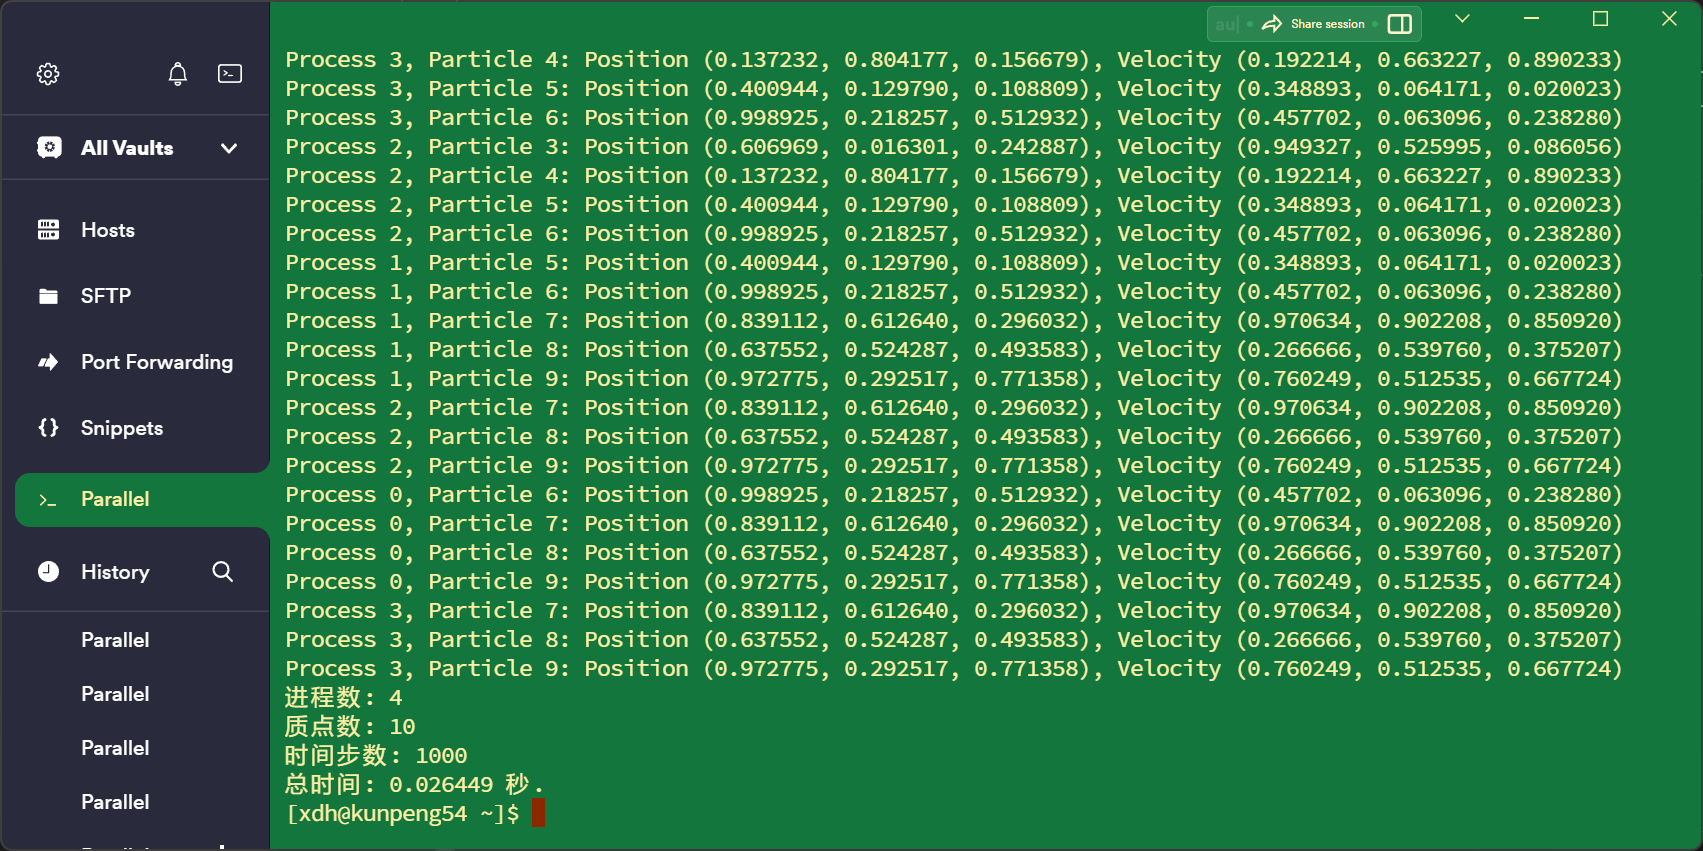 au|
Share session
All Vaults
Hosts
SFTP
Port Forwarding
Snippets
>_ Parallel
History
Parallel
Parallel
Parallel
Parallel
Process 3, Particle 4: Position (0.137232, 0.804177, 0.156679), Velocity (0.192214, 0.663227, 0.890233)
Process 3, Particle 5: Position (0.400944, 0.129790, 0.108809), Velocity (0.348893, 0.064171, 0.020023)
Process 3, Particle 6: Position (0.998925, 0.218257, 0.512932), Velocity (0.457702, 0.063096, 0.238280)
Process 2, Particle 3: Position (0.606969, 0.016301, 0.242887), Velocity (0.949327, 0.525995, 0.086056)
Process 2, Particle 4: Position (0.137232, 0.804177, 0.156679), Velocity (0.192214, 0.663227, 0.890233)
Process 2, Particle 5: Position (0.400944, 0.129790, 0.108809), Velocity (0.348893, 0.064171, 0.020023)
Process 2, Particle 6: Position (0.998925, 0.218257, 0.512932), Velocity (0.457702, 0.063096, 0.238280)
Process 1, Particle 5: Position (0.400944, 0.129790, 0.108809), Velocity (0.348893, 0.064171, 0.020023)
Process 1, Particle 6: Position (0.998925, 0.218257, 0.512932), Velocity (0.457702, 0.063096, 0.238280)
Process 1, Particle 7: Position (0.839112, 0.612640, 0.296032), Velocity (0.970634, 0.902208, 0.850920)
Process 1, Particle 8: Position (0.637552, 0.524287, 0.493583), Velocity (0.266666, 0.539760, 0.375207)
Process 1, Particle 9: Position (0.972775, 0.292517, 0.771358), Velocity (0.760249, 0.512535, 0.667724)
Process 2, Particle 7: Position (0.839112, 0.612640, 0.296032), Velocity (0.970634, 0.902208, 0.850920)
Process 2, Particle 8: Position (0.637552, 0.524287, 0.493583), Velocity (0.266666, 0.539760, 0.375207)
Process 2, Particle 9: Position (0.972775, 0.292517, 0.771358), Velocity (0.760249, 0.512535, 0.667724)
Process 0, Particle 6: Position (0.998925, 0.218257, 0.512932), Velocity (0.457702, 0.063096, 0.238280)
Process 0, Particle 7: Position (0.839112, 0.612640, 0.296032), Velocity (0.970634, 0.902208, 0.850920)
Process 0, Particle 8: Position (0.637552, 0.524287, 0.493583), Velocity (0.266666, 0.539760, 0.375207)
Process 0, Particle 9: Position (0.972775, 0.292517, 0.771358), Velocity (0.760249, 0.512535, 0.667724)
Process 3, Particle 7: Position (0.839112, 0.612640, 0.296032), Velocity (0.970634, 0.902208, 0.850920)
Process 3, Particle 8: Position (0.637552, 0.524287, 0.493583), Velocity (0.266666, 0.539760, 0.375207)
Process 3, Particle 9: Position (0.972775, 0.292517, 0.771358), Velocity (0.760249, 0.512535, 0.667724)
进程数: 4
质点数: 10
时间步数: 1000
总时间: 0.026449 秒.
[xdh@kunpeng54 ~]$